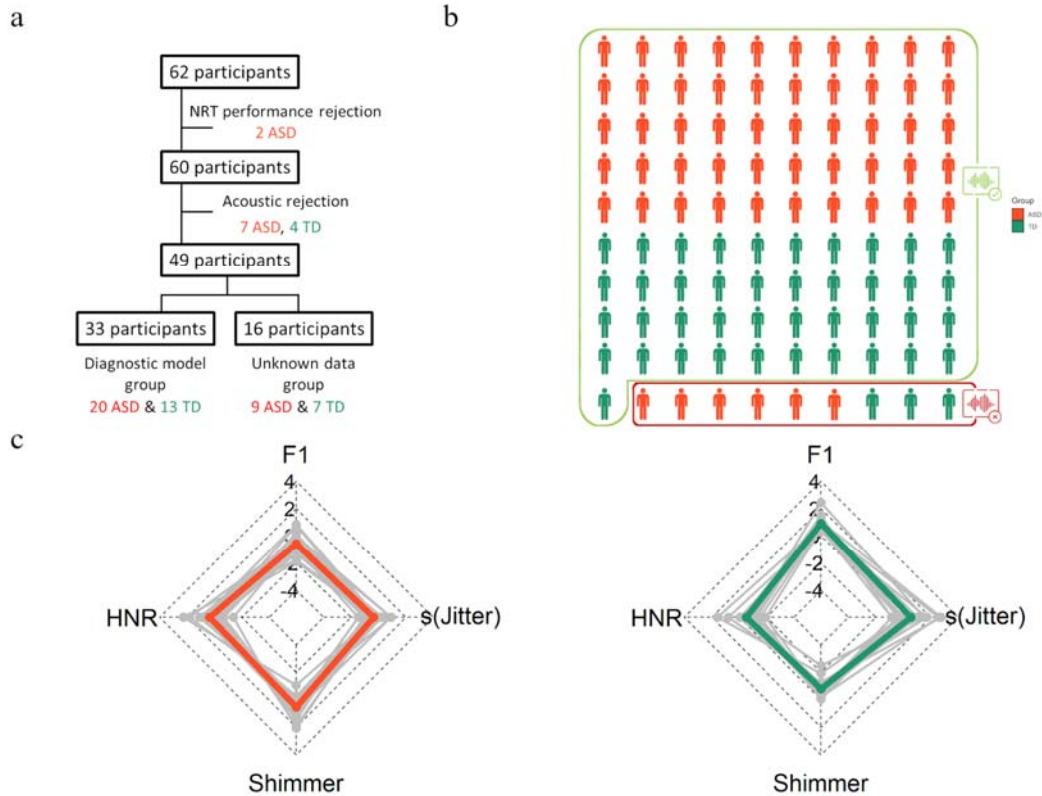 a
62 participants
NRT performance rejection
2 ASD
60 participants
Acoustic rejection
7 ASD, 4 TD
49 participants
33 participants
16 participants
Diagnostic model
group
20 ASD & 13 TD
Unknown data
group
9 ASD & 7 TD
b
Group
ASD
TD
c
F1
4
2
-2
-4
HNR
s(Jitter)
Shimmer
F1
4
2
-2
-4
HNR
s(Jitter)
Shimmer